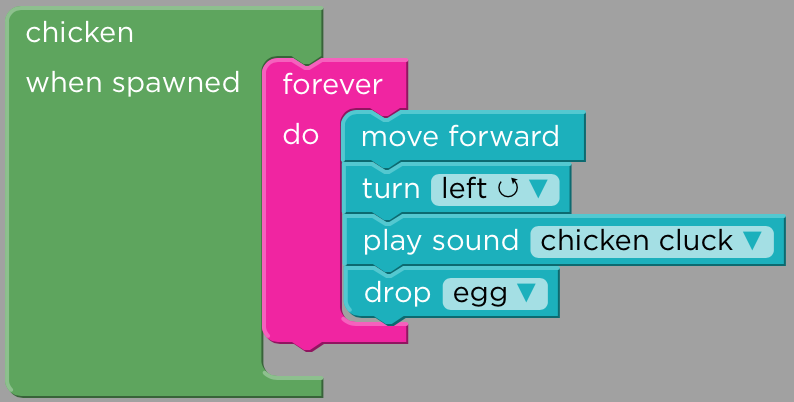 chicken
when spawned
forever
do
move forward
turn left
play sound chicken cluck
drop egg